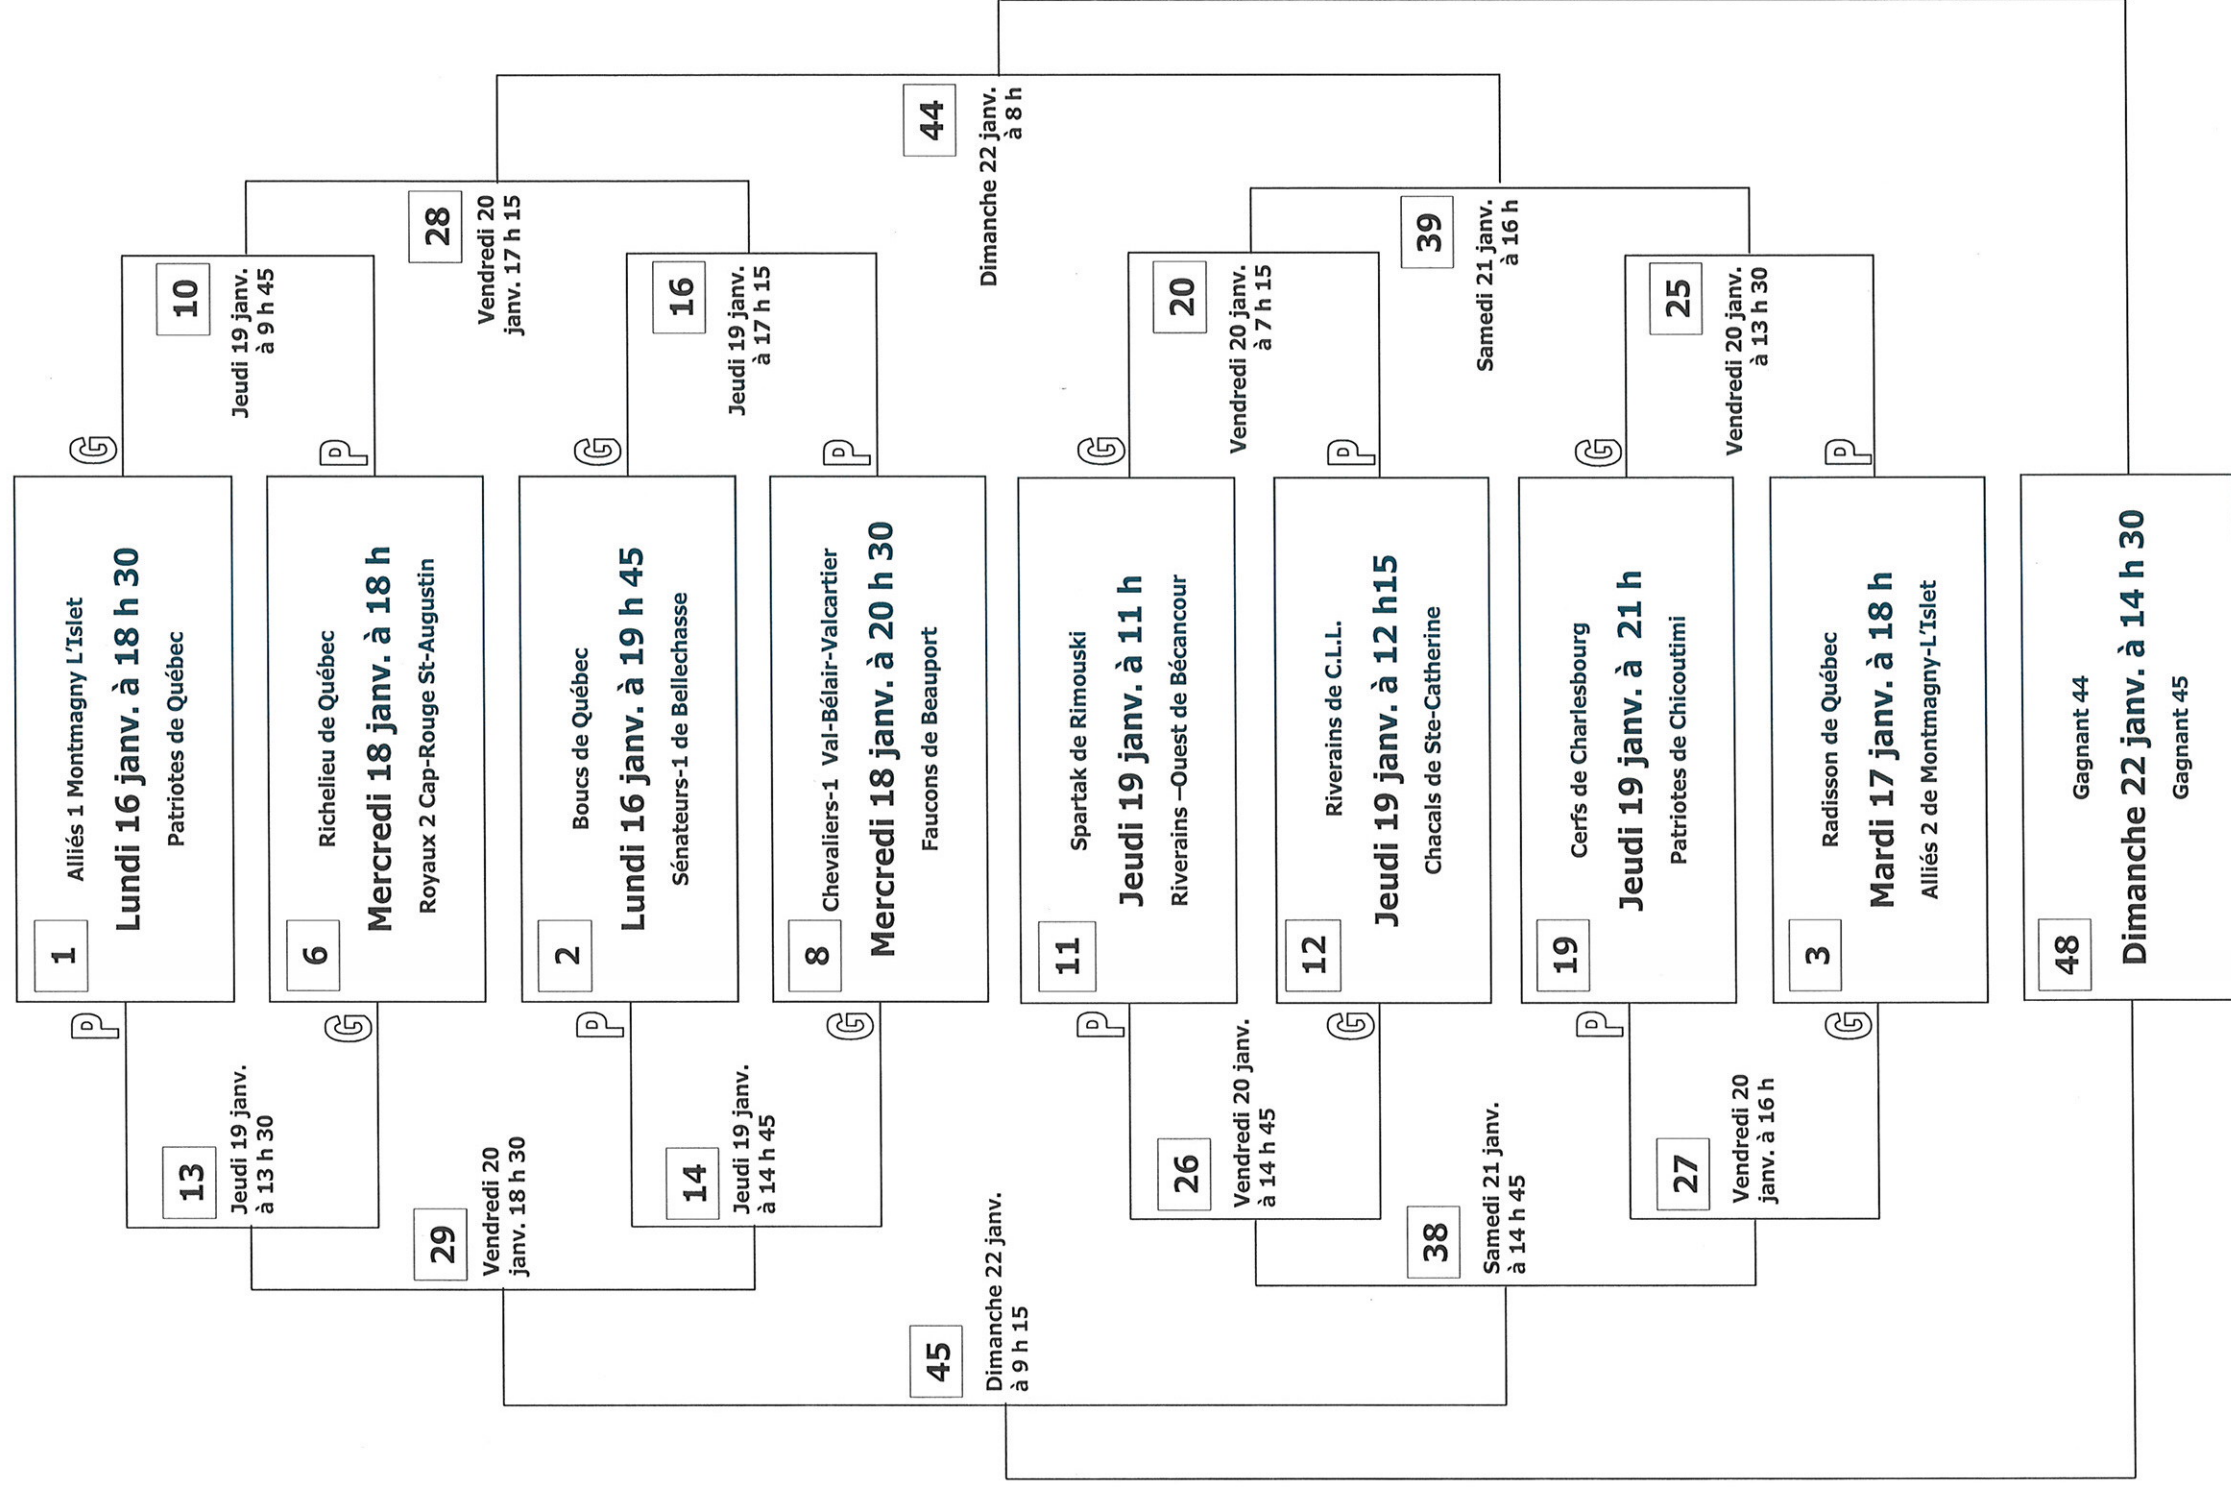 1
Alliés 1 Montmagny L'Islet
Lundi 16 janv. à 18 h 30
Patriotes de Québec
P
G
13
Jeudi 19 janv.
à 13 h 30
10
Jeudi 19 janv.
à 9 h 45
6
Richelieu de Québec
Mercredi 18 janv. à 18 h
Royaux 2 Cap-Rouge St-Augustin
G
P
29
Vendredi 20
janv. 18 h 30
28
Vendredi 20
janv. 17 h 15
2
Boucs de Québec
Lundi 16 janv. à 19 h 45
Sénateurs-1 de Bellechasse
P
G
14
Jeudi 19 janv.
à 14 h 45
16
Jeudi 19 janv.
à 17 h 15
8
Chevaliers-1 Val-Bélair-Valcartier
Mercredi 18 janv. à 20 h 30
Faucons de Beauport
G
P
45
Dimanche 22 janv.
à 9 h 15
44
Dimanche 22 janv.
à 8 h
11
Spartak de Rimouski
Jeudi 19 janv. à 11 h
Riverains –Ouest de Bécancour
P
G
26
Vendredi 20 janv.
à 14 h 45
20
Vendredi 20 janv.
à 7 h 15
12
Riverains de C.L.L.
Jeudi 19 janv. à 12 h15
Chacals de Ste-Catherine
G
P
38
Samedi 21 janv.
à 14 h 45
39
Samedi 21 janv.
à 16 h
19
Cerfs de Charlesbourg
Jeudi 19 janv. à 21 h
Patriotes de Chicoutimi
P
G
27
Vendredi 20
janv. à 16 h
25
Vendredi 20 janv.
à 13 h 30
3
Radisson de Québec
Mardi 17 janv. à 18 h
Alliés 2 de Montmagny-L'Islet
G
P
48
Gagnant 44
Dimanche 22 janv. à 14 h 30
Gagnant 45